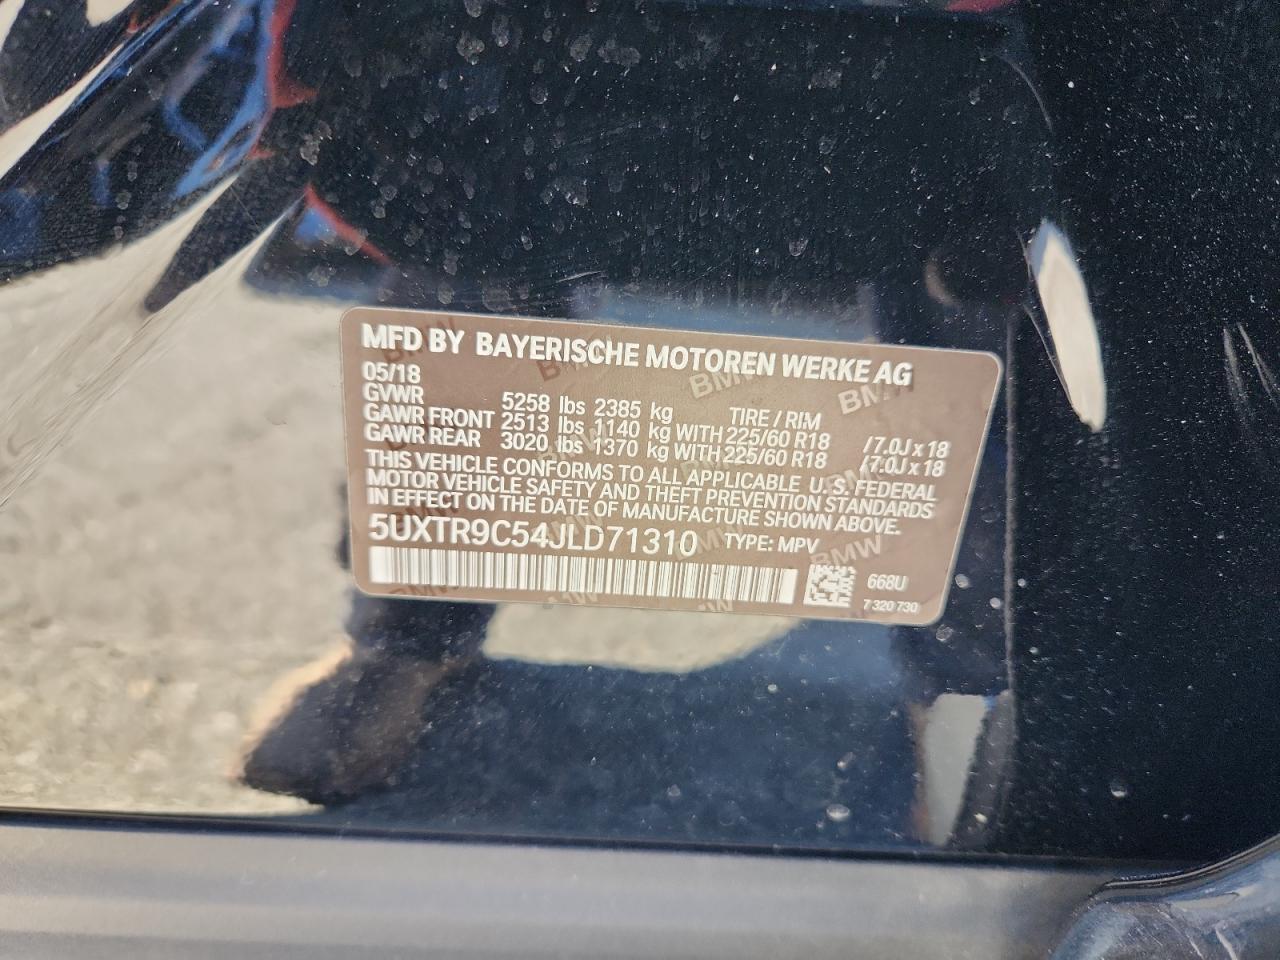 MFD BY BAYERISCHE MOTOREN WERKE AG
05/18
GVWR 5258 lbs 2385 kg TIRE / RIM
GAWR FRONT 2513 lbs 1140 kg WITH 225/60 R18 / 7.0J x 18
GAWR REAR 3020 lbs 1370 kg WITH 225/60 R18 / 7.0J x 18
THIS VEHICLE CONFORMS TO ALL APPLICABLE U.S. FEDERAL
MOTOR VEHICLE SAFETY AND THEFT PREVENTION STANDARDS
IN EFFECT ON THE DATE OF MANUFACTURE SHOWN ABOVE.
5UXTR9C54JLD71310 TYPE: MPV
668U
7 320 730